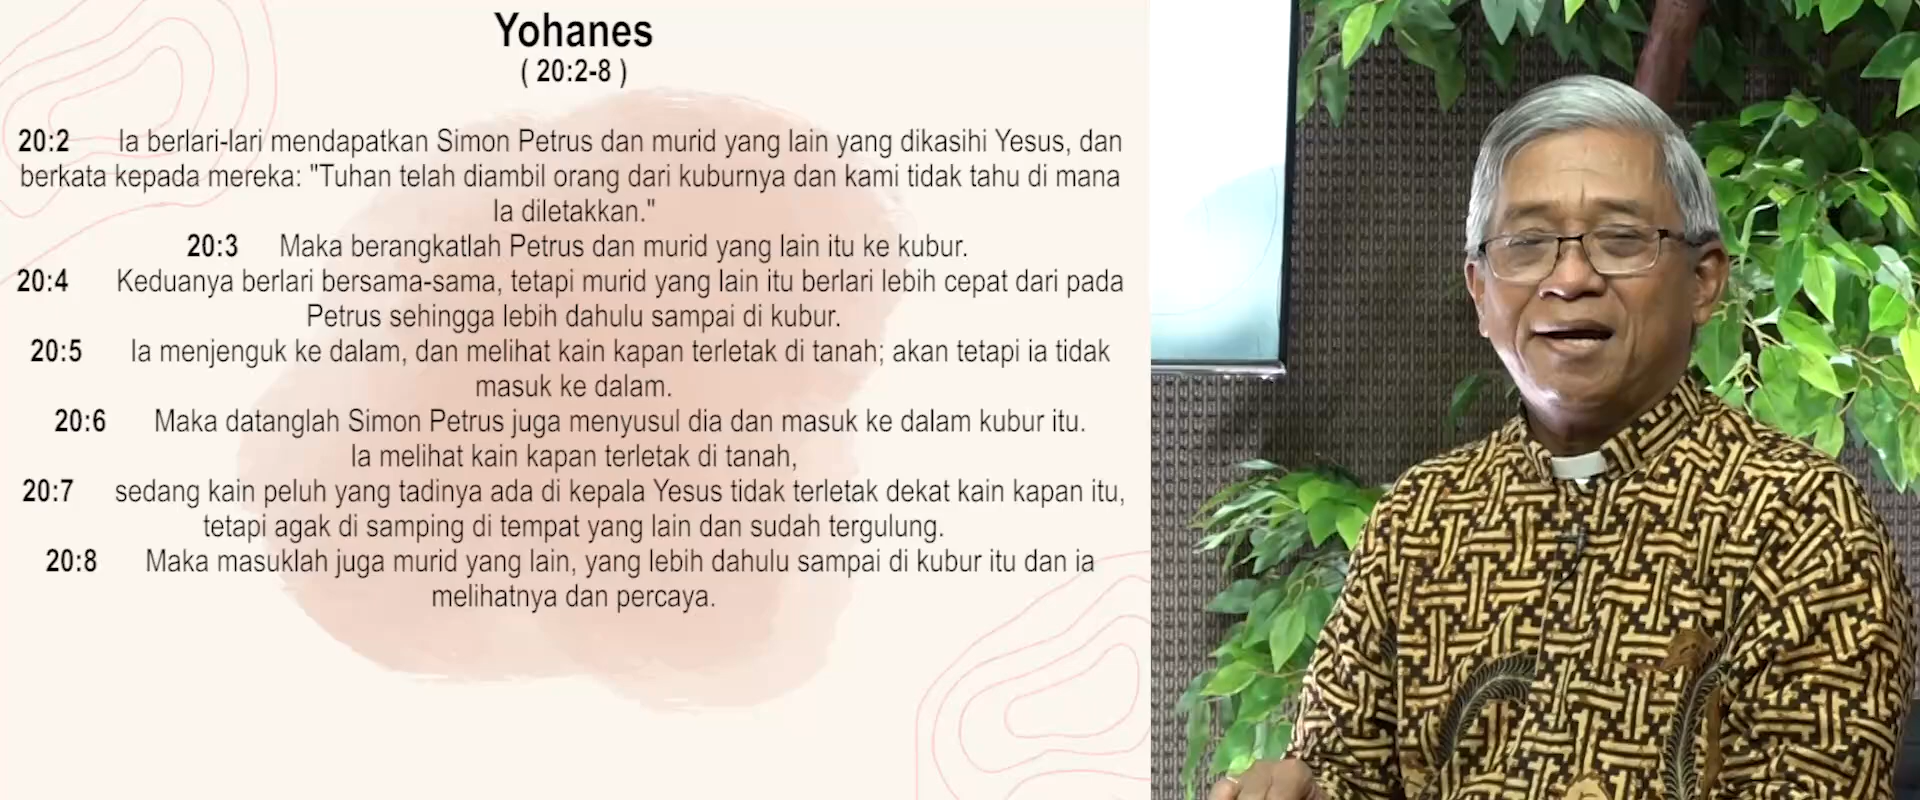 Yohanes
( 20:2-8 )
20:2 Ia berlari-lari mendapatkan Simon Petrus dan murid yang lain yang dikasihi Yesus, dan
berkata kepada mereka: "Tuhan telah diambil orang dari kuburnya dan kami tidak tahu di mana
Ia diletakkan."
20:3 Maka berangkatlah Petrus dan murid yang lain itu ke kubur.
20:4 Keduanya berlari bersama-sama, tetapi murid yang lain itu berlari lebih cepat dari pada
Petrus sehingga lebih dahulu sampai di kubur.
20:5 Ia menjenguk ke dalam, dan melihat kain kapan terletak di tanah; akan tetapi ia tidak
masuk ke dalam.
20:6 Maka datanglah Simon Petrus juga menyusul dia dan masuk ke dalam kubur itu.
Ia melihat kain kapan terletak di tanah,
20:7 sedang kain peluh yang tadinya ada di kepala Yesus tidak terletak dekat kain kapan itu,
tetapi agak di samping di tempat yang lain dan sudah tergulung.
20:8 Maka masuklah juga murid yang lain, yang lebih dahulu sampai di kubur itu dan ia
melihatnya dan percaya.